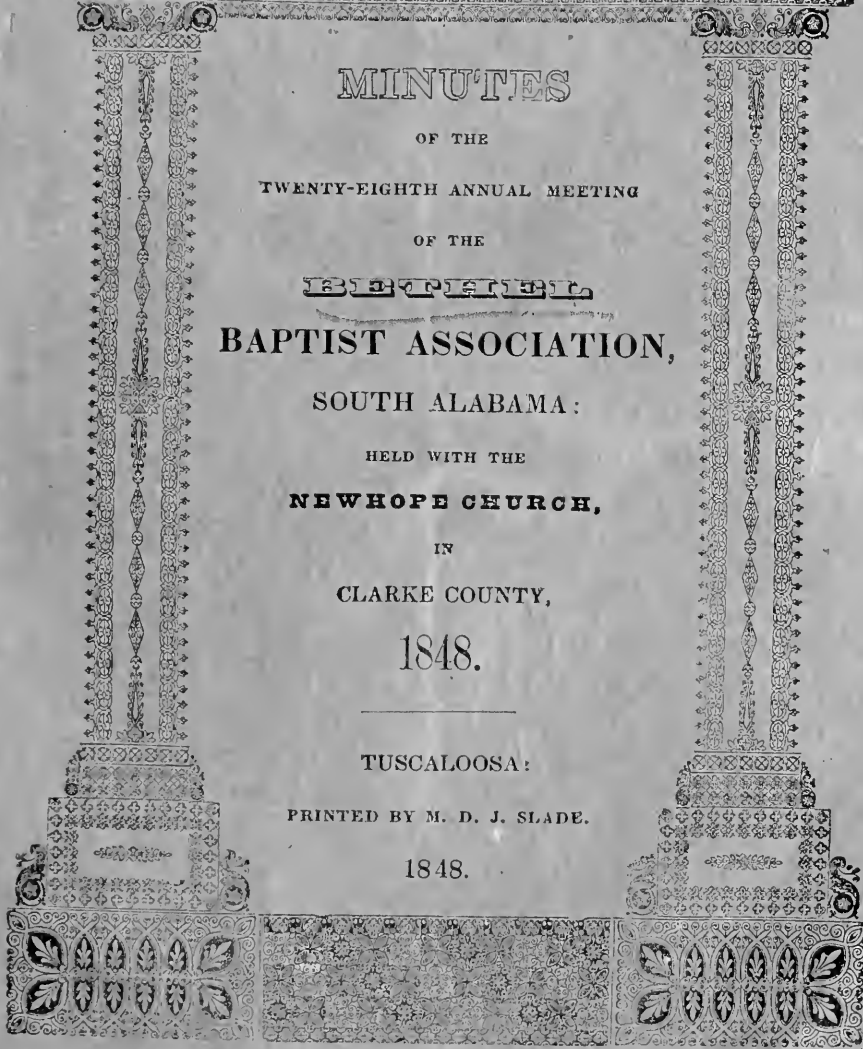 MINUTES
OF THE
TWENTY-EIGHTH ANNUAL MEETING
OF THE
BETHEL
BAPTIST ASSOCIATION,
SOUTH ALABAMA:
HELD WITH THE
NEWHOPE CHURCH,
IN
CLARKE COUNTY,
1848.
TUSCALOOSA:
PRINTED BY M. D. J. SLADE.
1848.